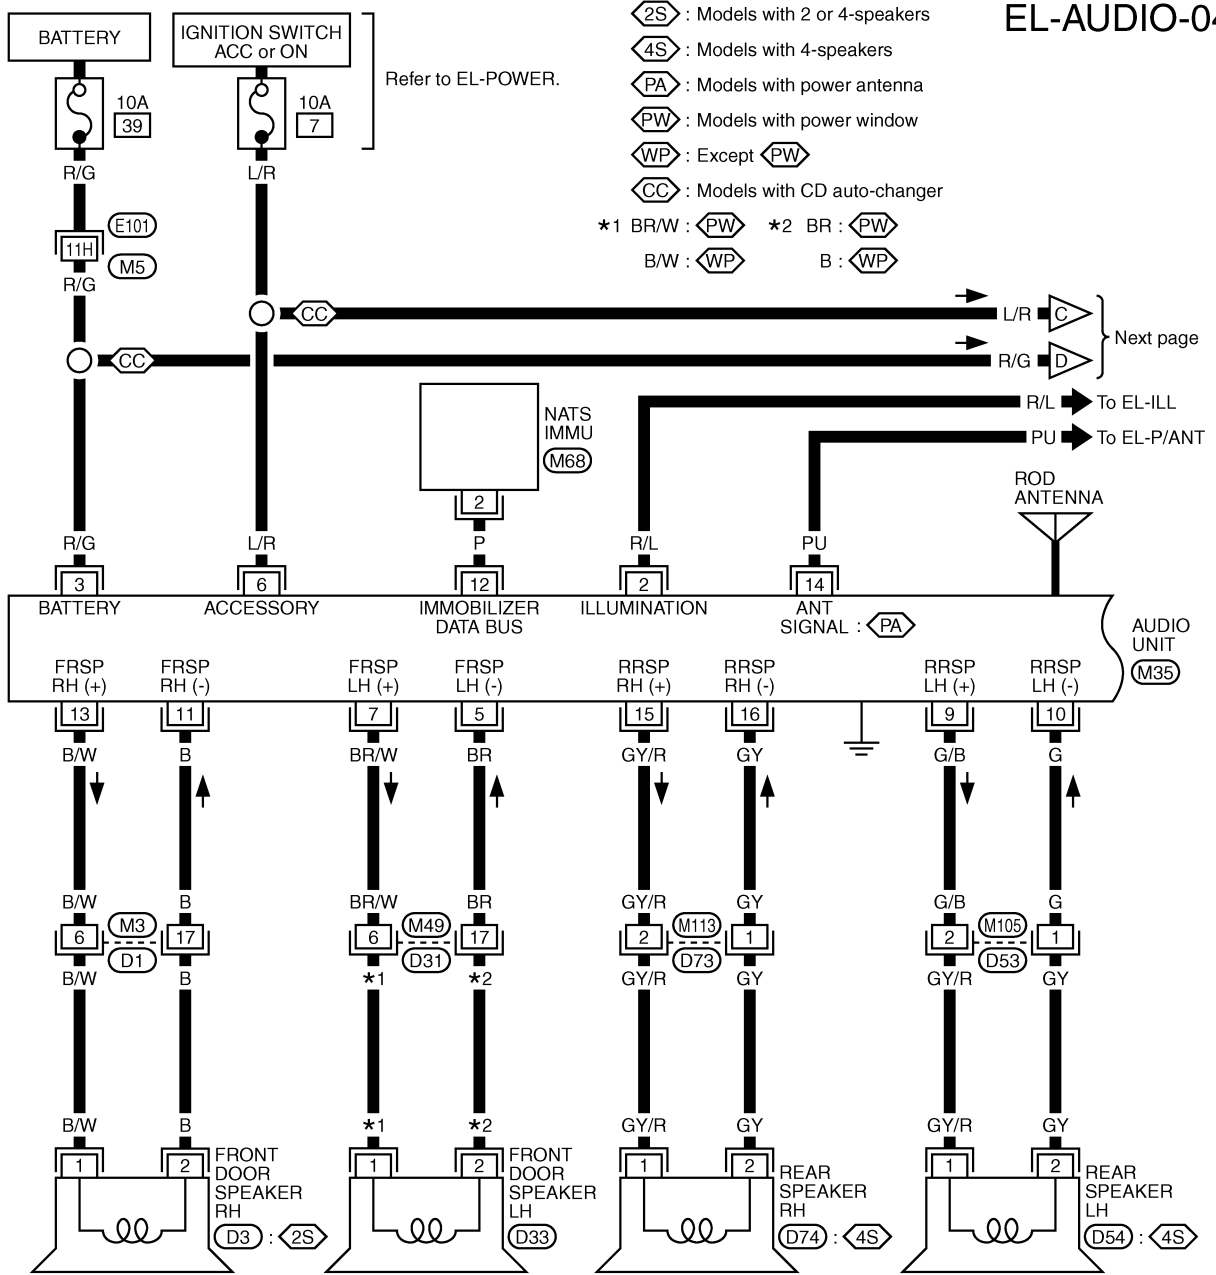 EL-AUDIO-04
BATTERY
IGNITION SWITCH
ACC or ON
Refer to EL-POWER.
10A
39
10A
7
2S : Models with 2 or 4-speakers
4S : Models with 4-speakers
PA : Models with power antenna
PW : Models with power window
WP : Except PW
CC : Models with CD auto-changer
*1 BR/W : PW *2 BR : PW
B/W : WP B : WP
R/G L/R
E101
11H
M5
R/G
CC L/R C
CC R/G D
Next page
R/L To EL-ILL
PU To EL-P/ANT
NATS
IMMU
M68
2
ROD
ANTENNA
R/G L/R P R/L PU
3 6 12 2 14
BATTERY ACCESSORY IMMOBILIZER
DATA BUS ILLUMINATION ANT
SIGNAL : PA
AUDIO
UNIT
M35
FRSP FRSP FRSP FRSP RRSP RRSP RRSP RRSP
RH (+) RH (-) LH (+) LH (-) RH (+) RH (-) LH (+) LH (-)
13 11 7 5 15 16 9 10
B/W B BR/W BR GY/R GY G/B G
B/W B BR/W BR GY/R GY G/B G
6 M3 17 6 M49 17 2 M113 1 2 M105 1
D1 D31 D73 D53
B/W B *1 *2 GY/R GY GY/R GY
B/W B *1 *2 GY/R GY GY/R GY
1 2 1 2 1 2 1 2
FRONT
DOOR
SPEAKER
RH
D3 : 2S
FRONT
DOOR
SPEAKER
LH
D33
REAR
SPEAKER
RH
D74 : 4S
REAR
SPEAKER
LH
D54 : 4S